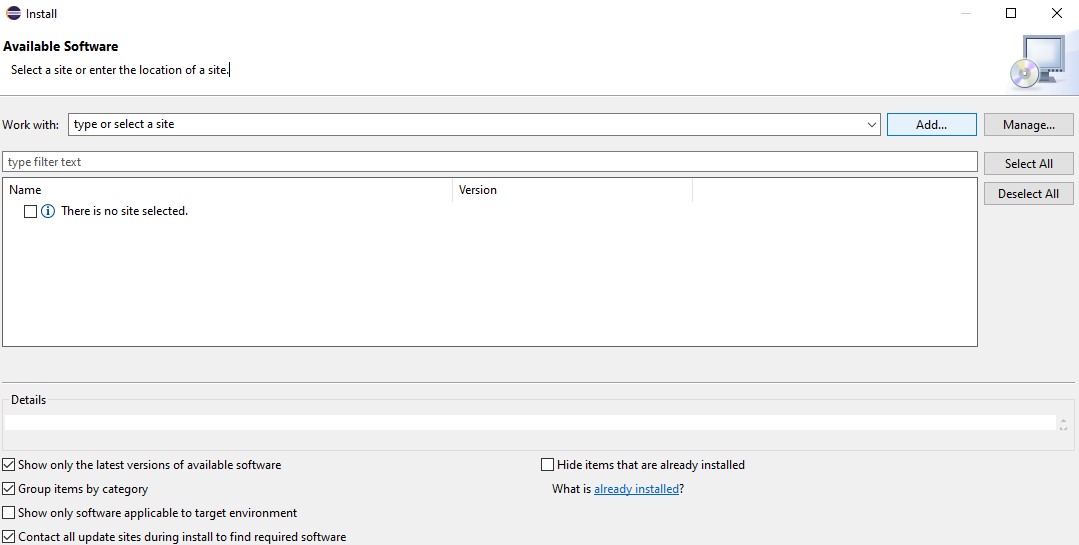 Install
Available Software
Select a site or enter the location of a site.
Work with: type or select a site Add... Manage...
type filter text Select All
Name Version Deselect All
There is no site selected.
Details
Show only the latest versions of available software Hide items that are already installed
Group items by category What is already installed?
Show only software applicable to target environment
Contact all update sites during install to find required software